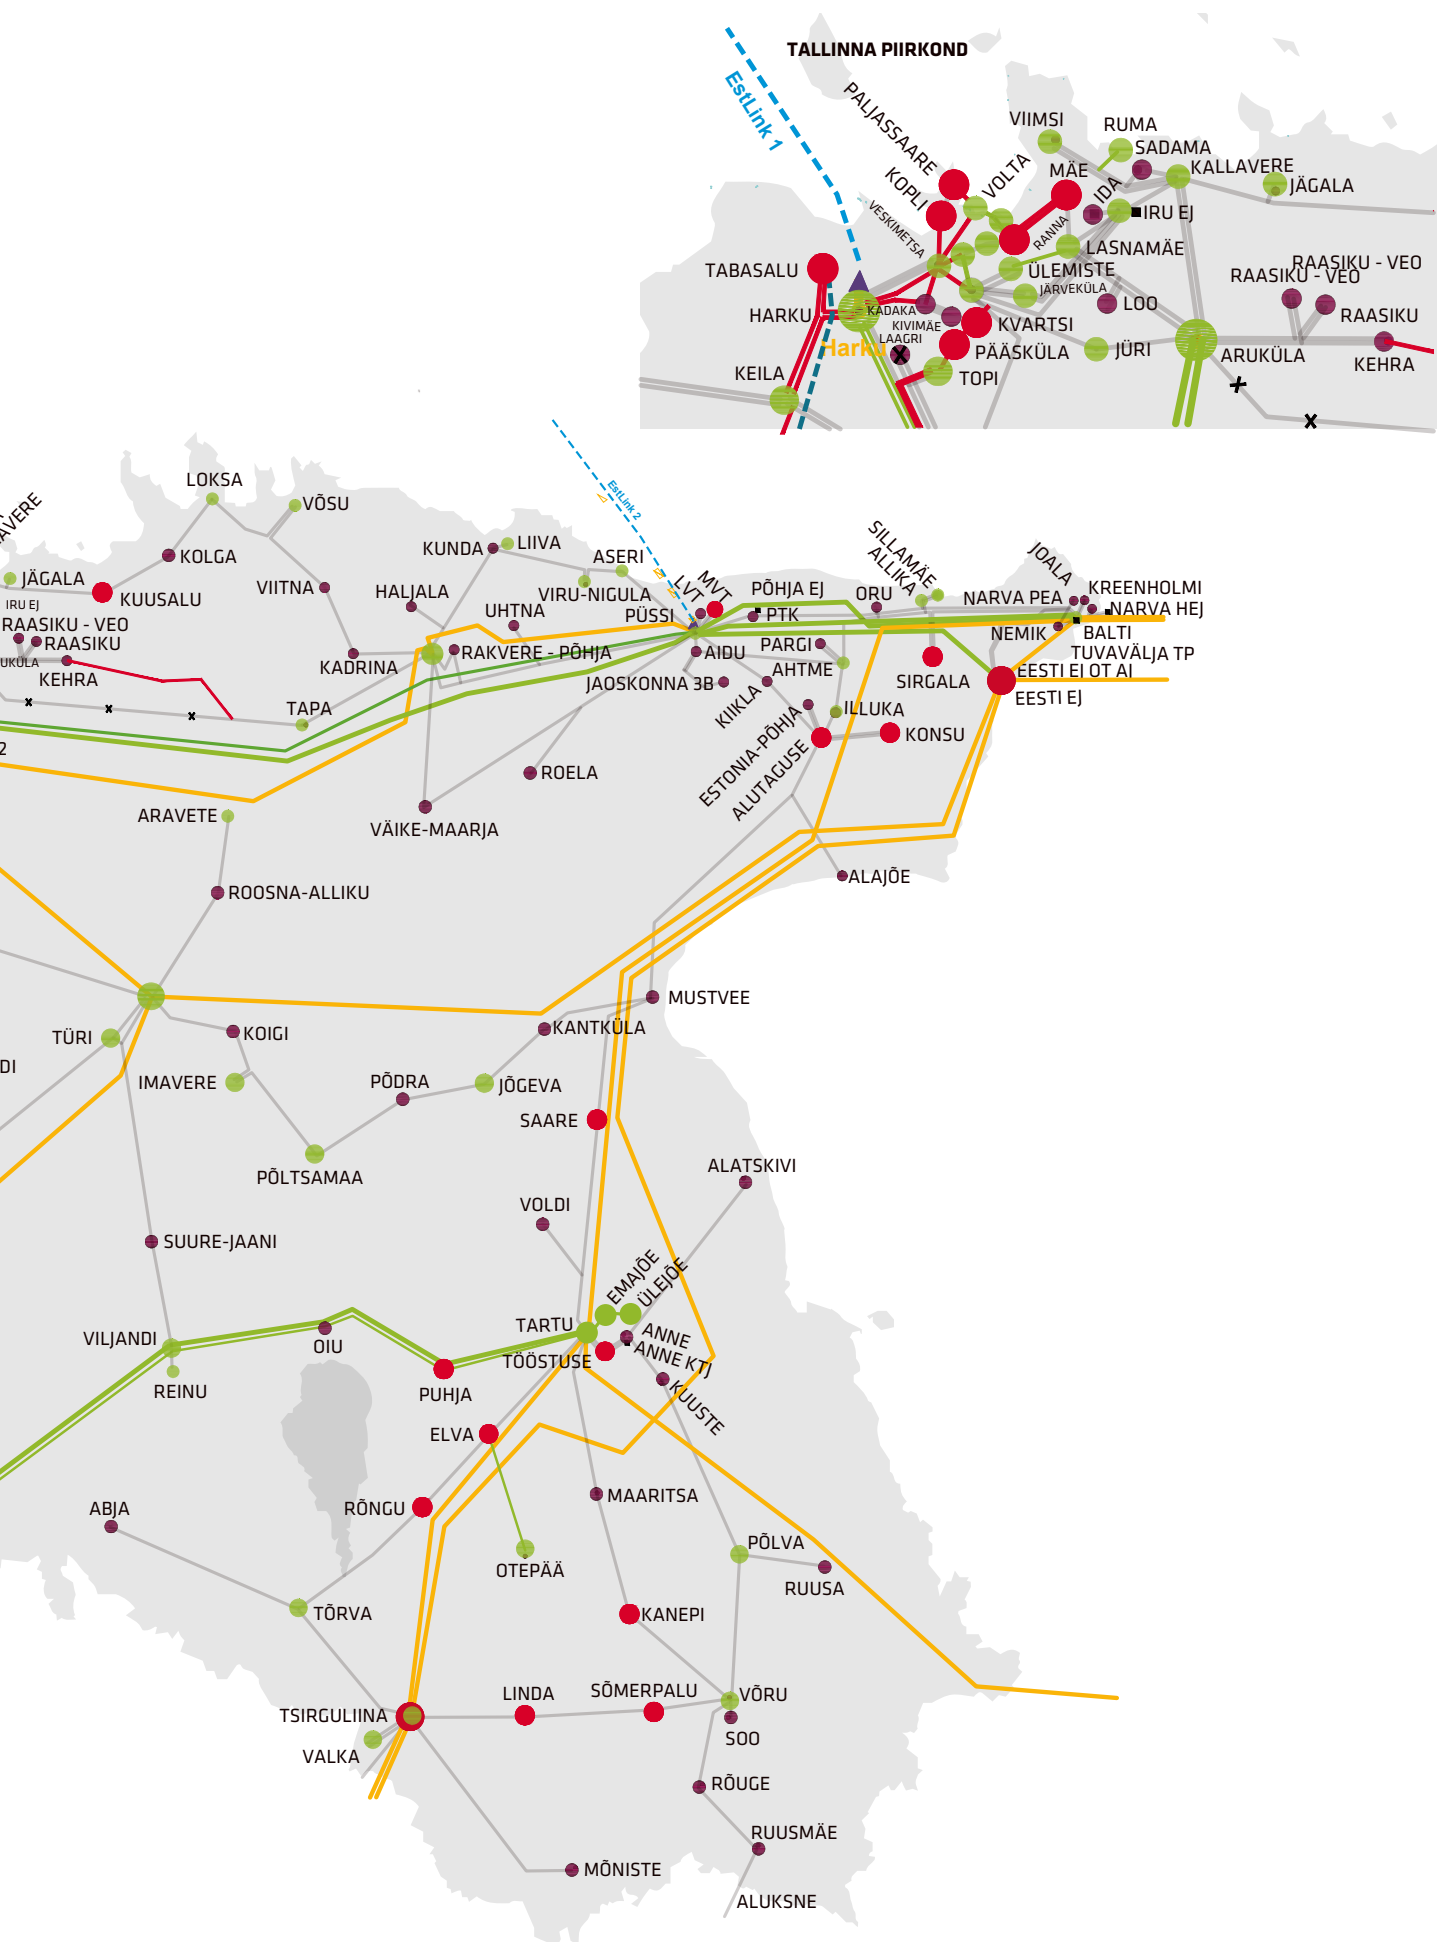 TALLINNA PIIRKOND
EstLink 1
PALJASSAARE
KOPLI
VESKIMETSA
VOLTA
VIIMSI
RUMA
SADAMA
MÄE
IDA
KALLAVERE
JÄGALA
IRU EJ
RANNA
LASNAMÄE
TABASALU
ÜLEMISTE
JÄRVEKÜLA
RAASIKU - VEO
RAASIKU - VEO
LOO
HARKU
KADAKA
KIVIMÄE
LAAGRI
Harku
KVARTSI
RAASIKU
PÄÄSKÜLA
JÜRI
ARUKÜLA
KEHRA
KEILA
TOPI
EstLink 2
LOKSA
VÕSU
AVERE
KOLGA
KUNDA
LIIVA
ASERI
SILLAMÄE
ALLIKA
JOALA
JÄGALA
KUUSALU
VIITNA
HALJALA
VIRU-NIGULA
LVT
MVT
PÕHJA EJ
ORU
NARVA PEA
KREENHOLMI
IRU EJ
UHTNA
PÜSSI
PTK
NARVA HEJ
RAASIKU - VEO
RAASIKU
NEMIK
BALTI
UKÜLA
KEHRA
KADRINA
RAKVERE - PÕHJA
AIDU
PARGI
TUVAVÄLJA TP
AHTME
EESTI EJ OT AJ
JAOSKONNA 3B
SIRGALA
EESTI EJ
TAPA
KIIKLA
ILLUKA
ESTONIA-PÕHJA
KONSU
2
ALUTAGUSE
ROELA
ARAVETE
VÄIKE-MAARJA
ALAJÕE
ROOSNA-ALLIKU
MUSTVEE
TÜRI
KOIGI
KANTKÜLA
DI
IMAVERE
PÕDRA
JÕGEVA
SAARE
PÕLTSAMAA
ALATSKIVI
VOLDI
SUURE-JAANI
EMAJÕE
ÜLEJÕE
VILJANDI
OIU
TARTU
ANNE
ANNE KTJ
TÖÖSTUSE
REINU
PUHJA
KUUSTE
ELVA
ABJA
RÕNGU
MAARITSA
OTEPÄÄ
PÕLVA
RUUSA
TÕRVA
KANEPI
TSIRGULIINA
LINDA
SÕMERPALU
VÕRU
SOO
VALKA
RÕUGE
RUUSMÄE
MÕNISTE
ALUKSNE